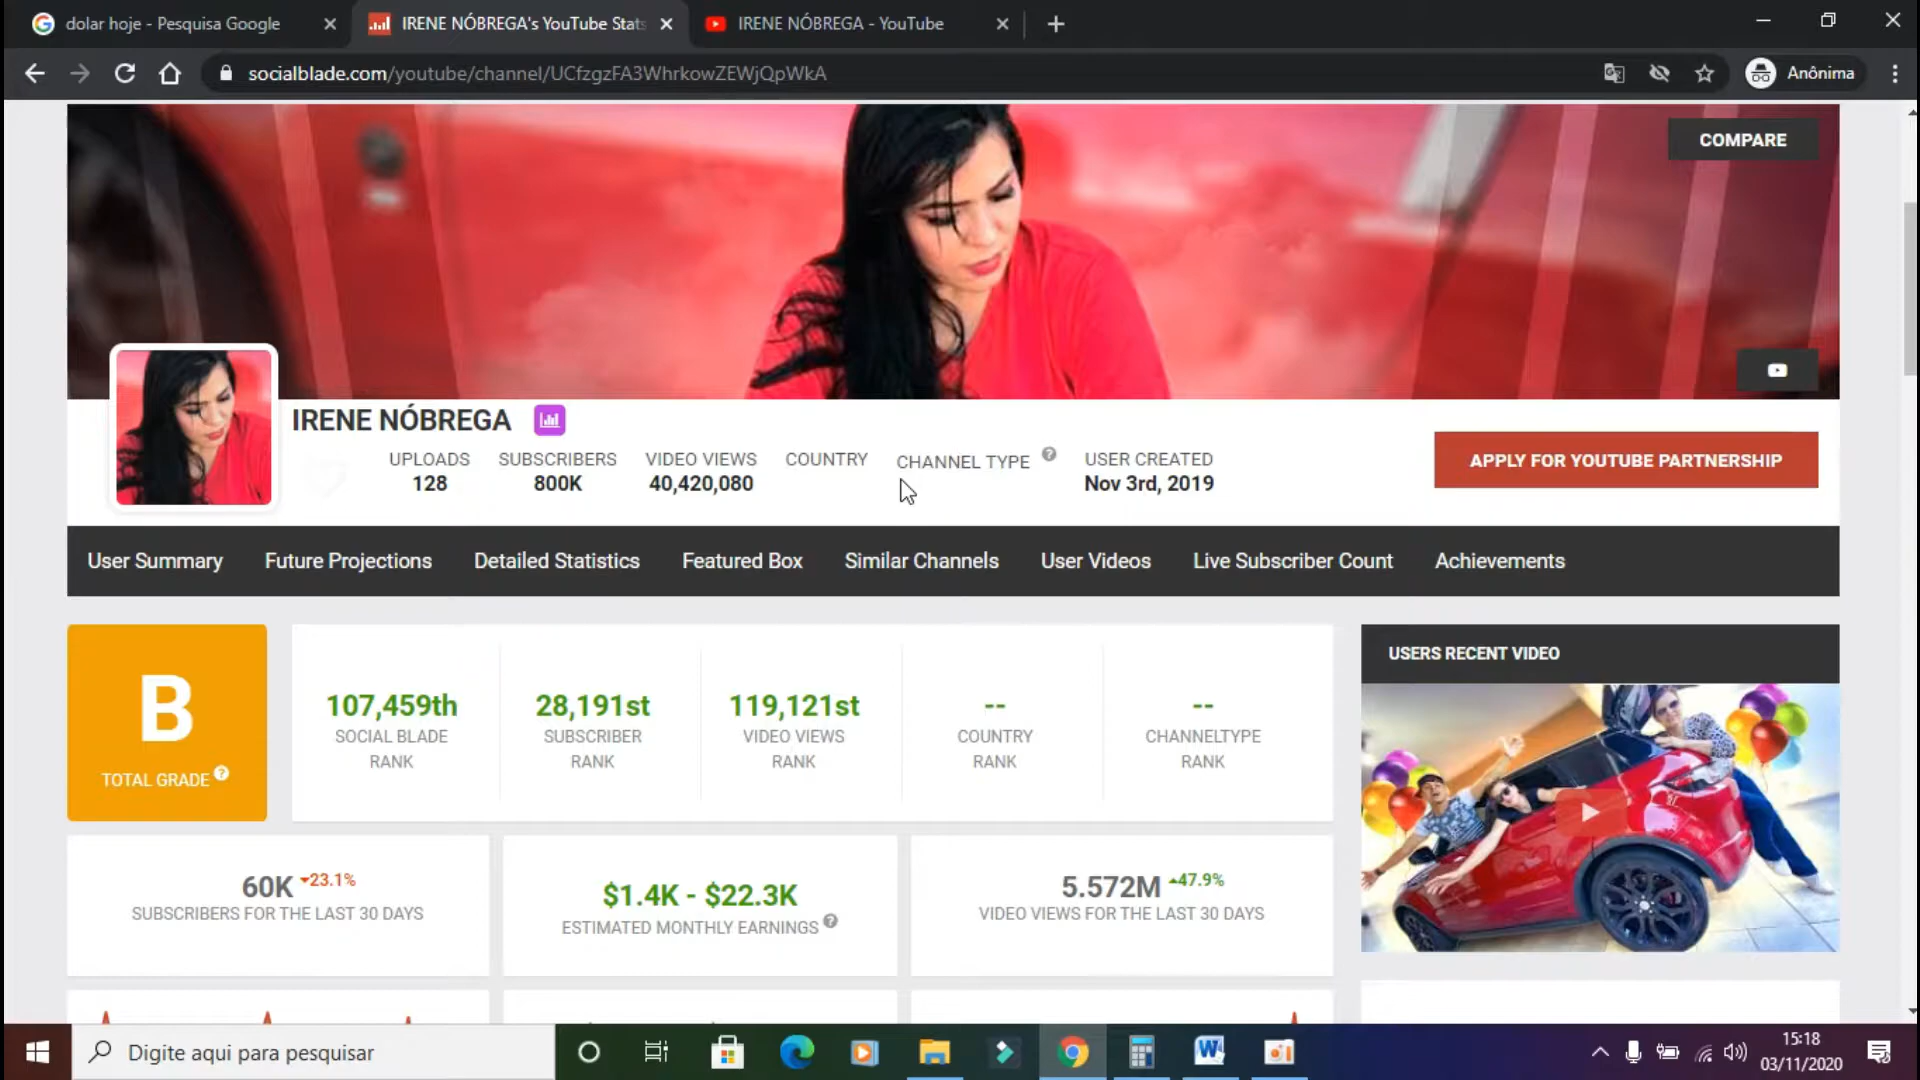 dolar hoje - Pesquisa Google
IRENE NÓBREGA's YouTube Stats
IRENE NÓBREGA - YouTube
socialblade.com/youtube/channel/UCfzgzFA3WhrkowZEWjQpWkA
Anônima
COMPARE
IRENE NÓBREGA
UPLOADS SUBSCRIBERS VIDEO VIEWS COUNTRY CHANNEL TYPE ? USER CREATED
128 800K 40,420,080 Nov 3rd, 2019
APPLY FOR YOUTUBE PARTNERSHIP
User Summary Future Projections Detailed Statistics Featured Box Similar Channels User Videos Live Subscriber Count Achievements
B
TOTAL GRADE ?
107,459th
SOCIAL BLADE
RANK
28,191st
SUBSCRIBER
RANK
119,121st
VIDEO VIEWS
RANK
--
COUNTRY
RANK
--
CHANNELTYPE
RANK
USERS RECENT VIDEO
60K 23.1%
SUBSCRIBERS FOR THE LAST 30 DAYS
$1.4K - $22.3K
ESTIMATED MONTHLY EARNINGS ?
5.572M 47.9%
VIDEO VIEWS FOR THE LAST 30 DAYS
Digite aqui para pesquisar
15:18
03/11/2020